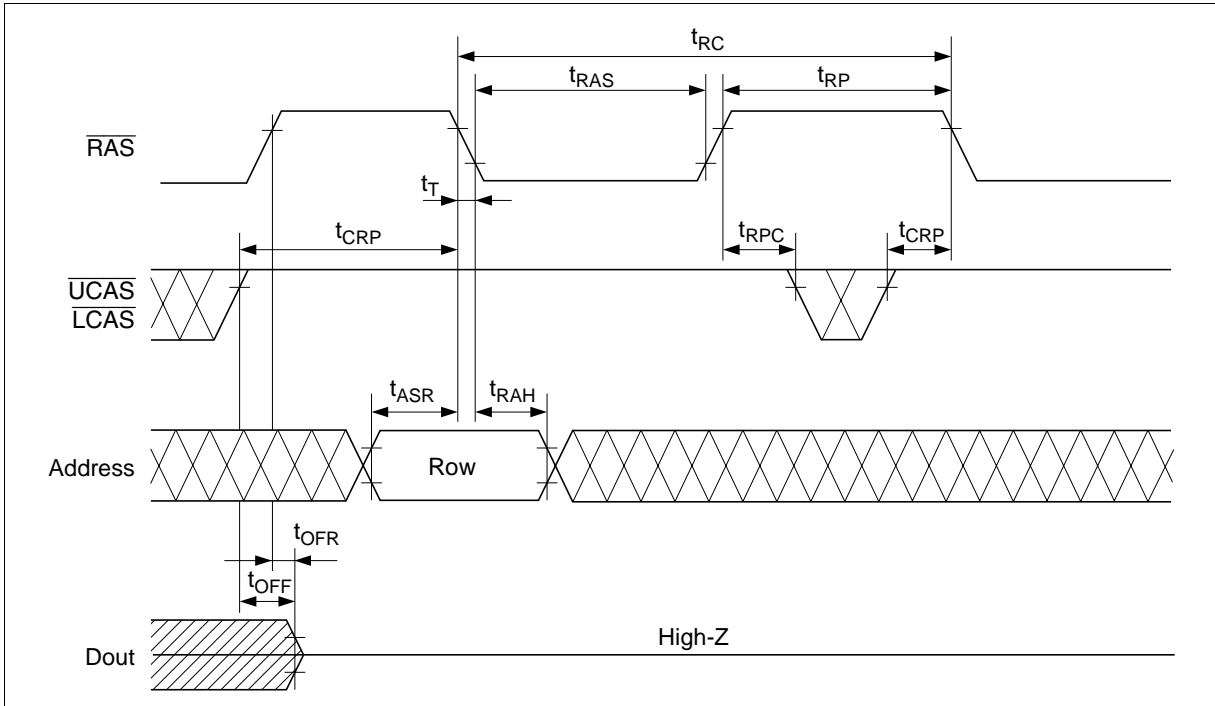 tRC
tRAS
tRP
RAS
tT
tCRP
tRPC
tCRP
UCAS
LCAS
tASR
tRAH
Address
Row
tOFR
tOFF
High-Z
Dout